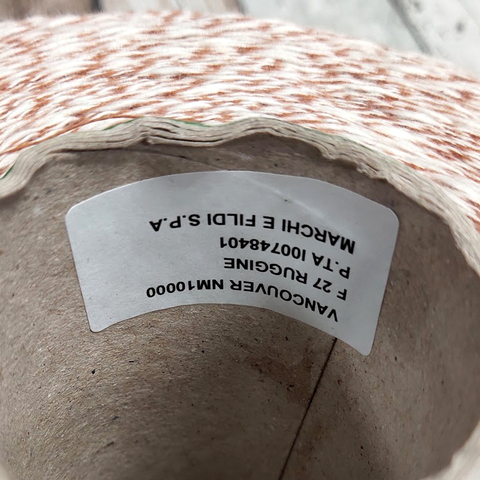 VANCOUVER NM10000
F 27 RUGGINE
P.TA I00748401
MARCHI E FILDI S.P.A